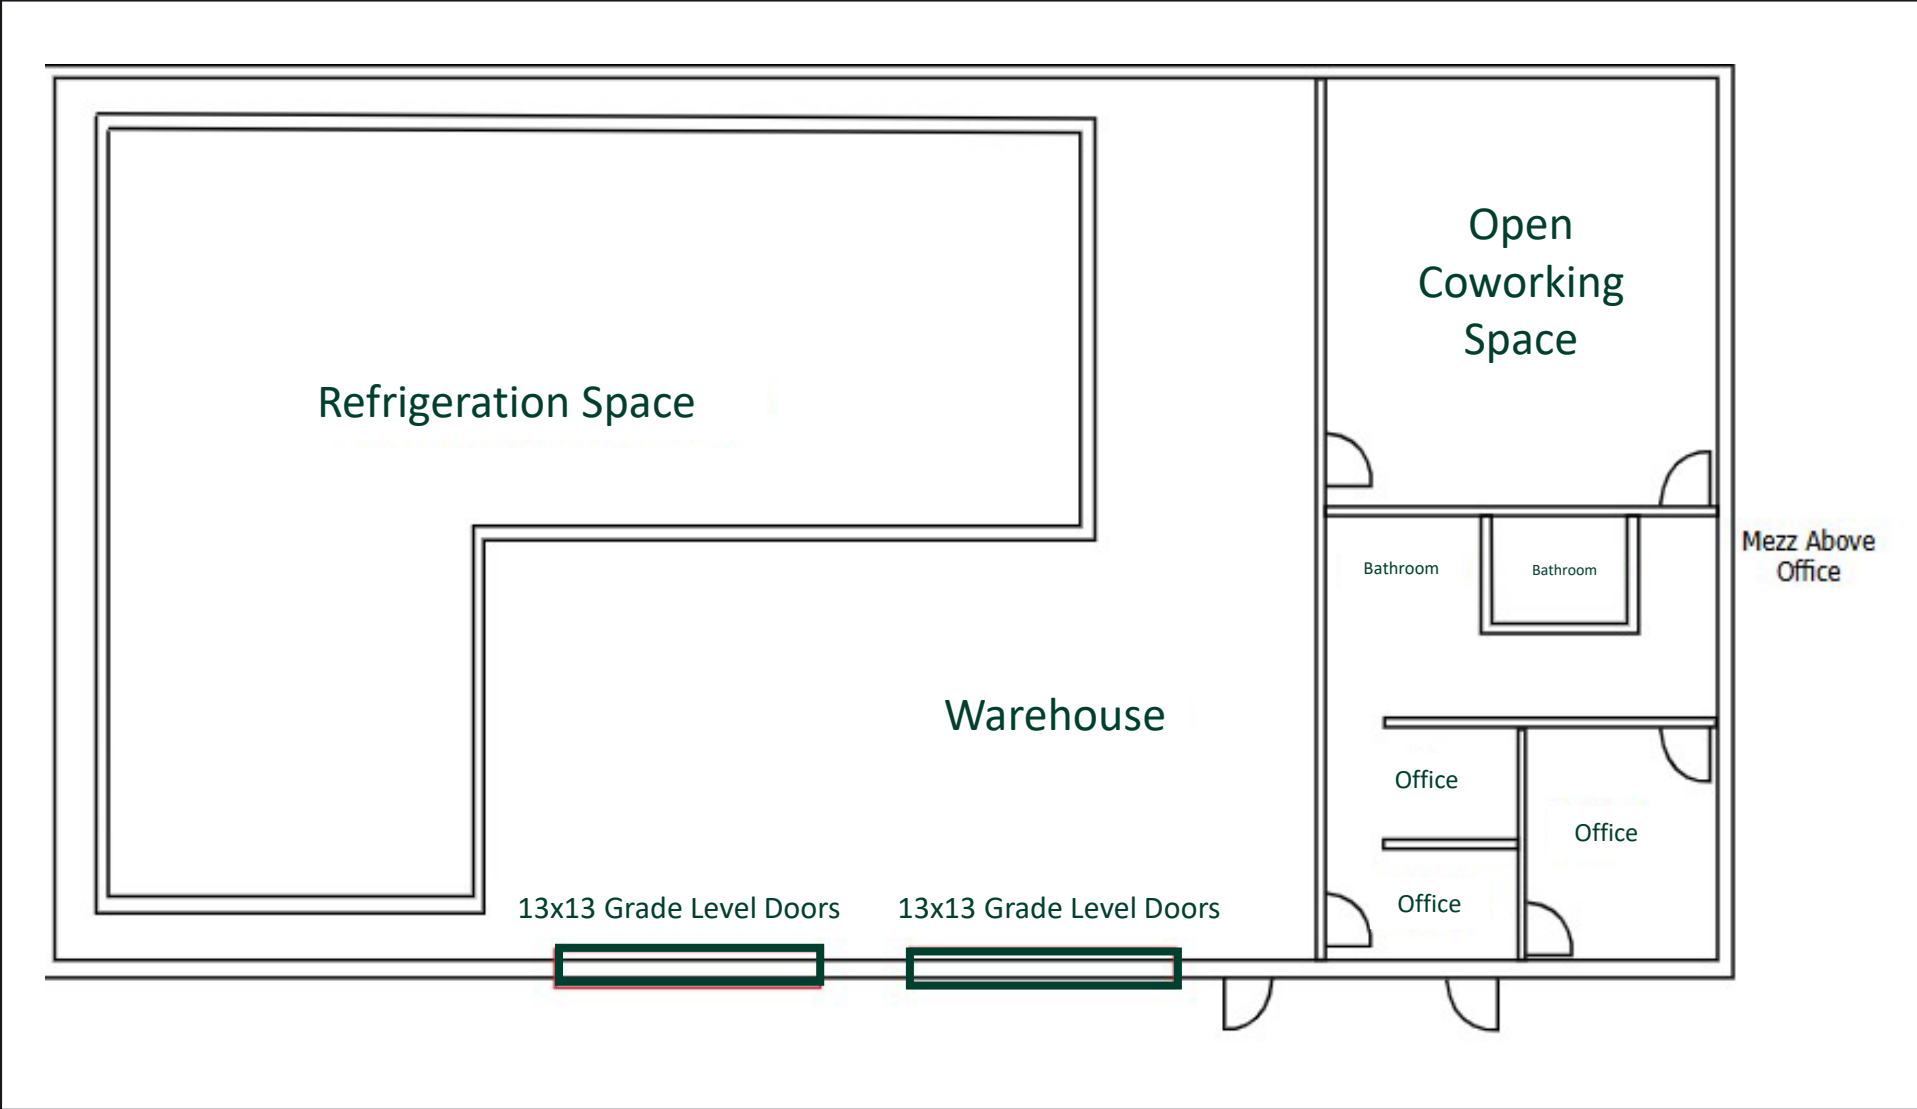 Open
Coworking
Space
Refrigeration Space
Mezz Above
Office
Bathroom
Bathroom
Warehouse
Office
Office
Office
13x13 Grade Level Doors
13x13 Grade Level Doors